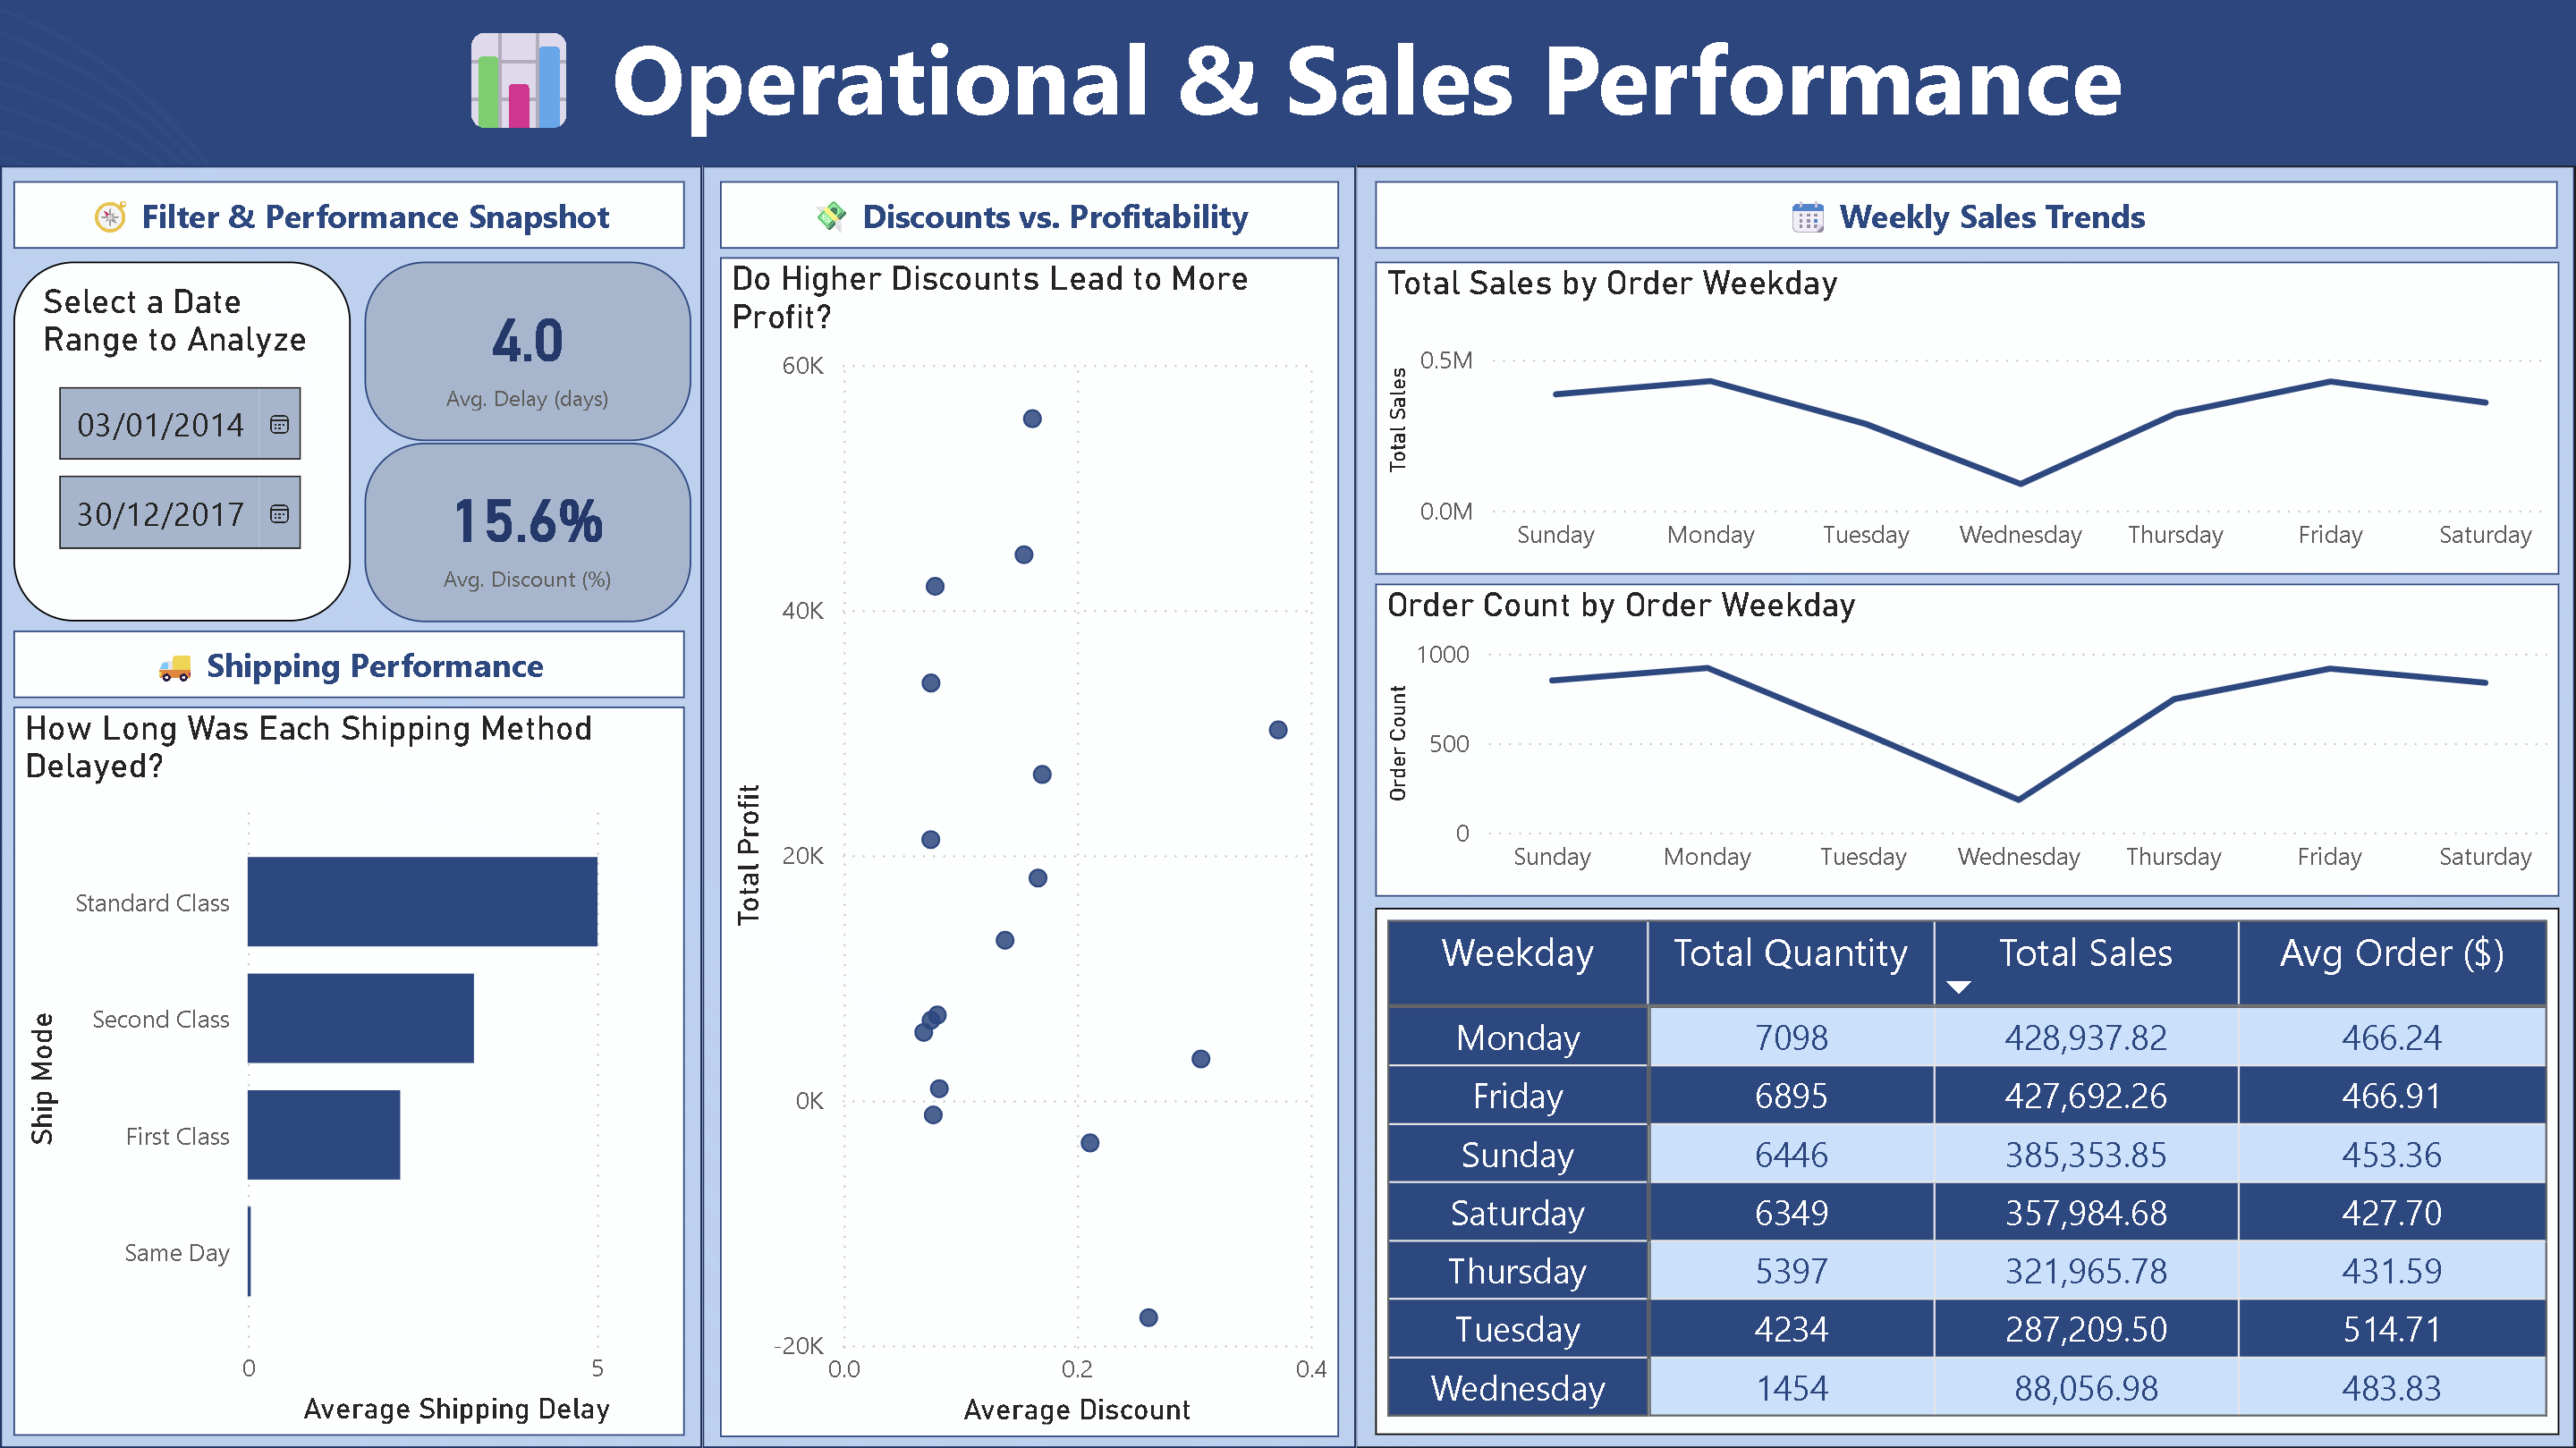 Operational & Sales Performance
Filter & Performance Snapshot
Select a Date
Range to Analyze
03/01/2014
30/12/2017
4.0
Avg. Delay (days)
15.6%
Avg. Discount (%)
Shipping Performance
How Long Was Each Shipping Method
Delayed?
Ship Mode
Standard Class
Second Class
First Class
Same Day
0 5
Average Shipping Delay
Discounts vs. Profitability
Do Higher Discounts Lead to More
Profit?
Total Profit
60K
40K
20K
0K
-20K
0.0 0.2 0.4
Average Discount
Weekly Sales Trends
Total Sales by Order Weekday
Total Sales
0.5M
0.0M
Sunday Monday Tuesday Wednesday Thursday Friday Saturday
Order Count by Order Weekday
Order Count
1000
500
0
Sunday Monday Tuesday Wednesday Thursday Friday Saturday
Weekday Total Quantity Total Sales Avg Order ($)
Monday 7098 428,937.82 466.24
Friday 6895 427,692.26 466.91
Sunday 6446 385,353.85 453.36
Saturday 6349 357,984.68 427.70
Thursday 5397 321,965.78 431.59
Tuesday 4234 287,209.50 514.71
Wednesday 1454 88,056.98 483.83